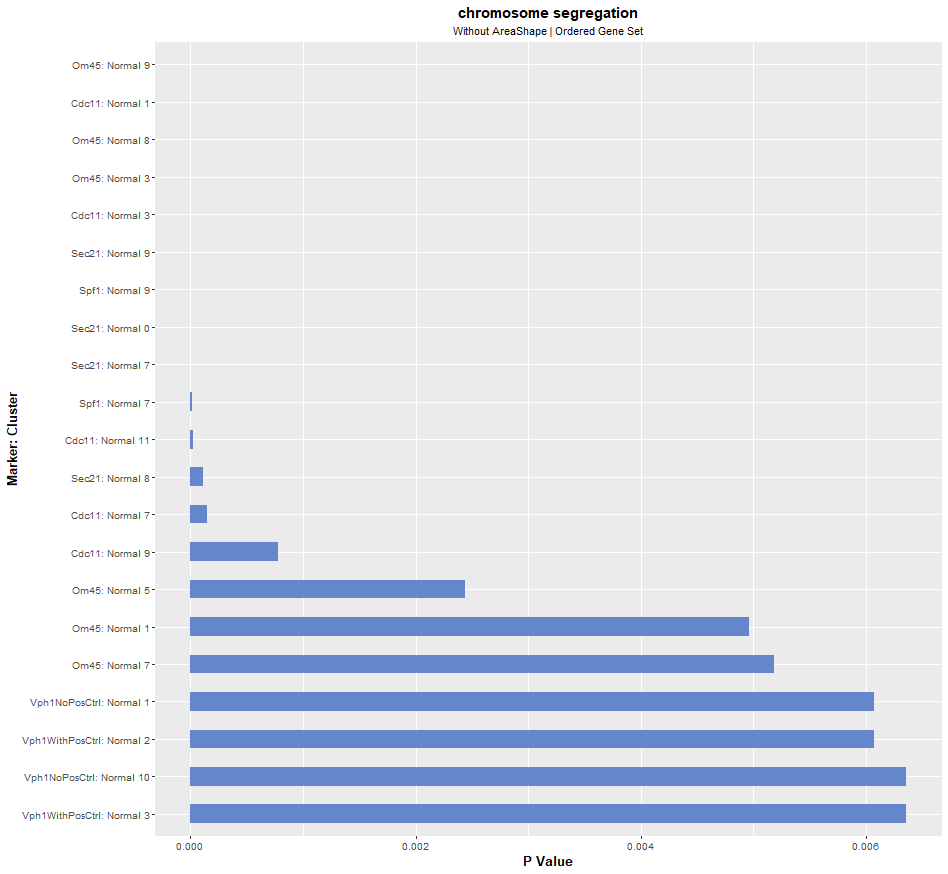 chromosome segregation
Without AreaShape | Ordered Gene Set
Om45: Normal 9
Cdc11: Normal 1
Om45: Normal 8
Om45: Normal 3
Cdc11: Normal 3
Sec21: Normal 9
Spf1: Normal 9
Sec21: Normal 0
Sec21: Normal 7
Spf1: Normal 7
Cdc11: Normal 11
Sec21: Normal 8
Cdc11: Normal 7
Cdc11: Normal 9
Om45: Normal 5
Om45: Normal 1
Om45: Normal 7
Vph1NoPosCtrl: Normal 1
Vph1WithPosCtrl: Normal 2
Vph1NoPosCtrl: Normal 10
Vph1WithPosCtrl: Normal 3
Marker: Cluster
0.000 0.002 0.004 0.006
P Value